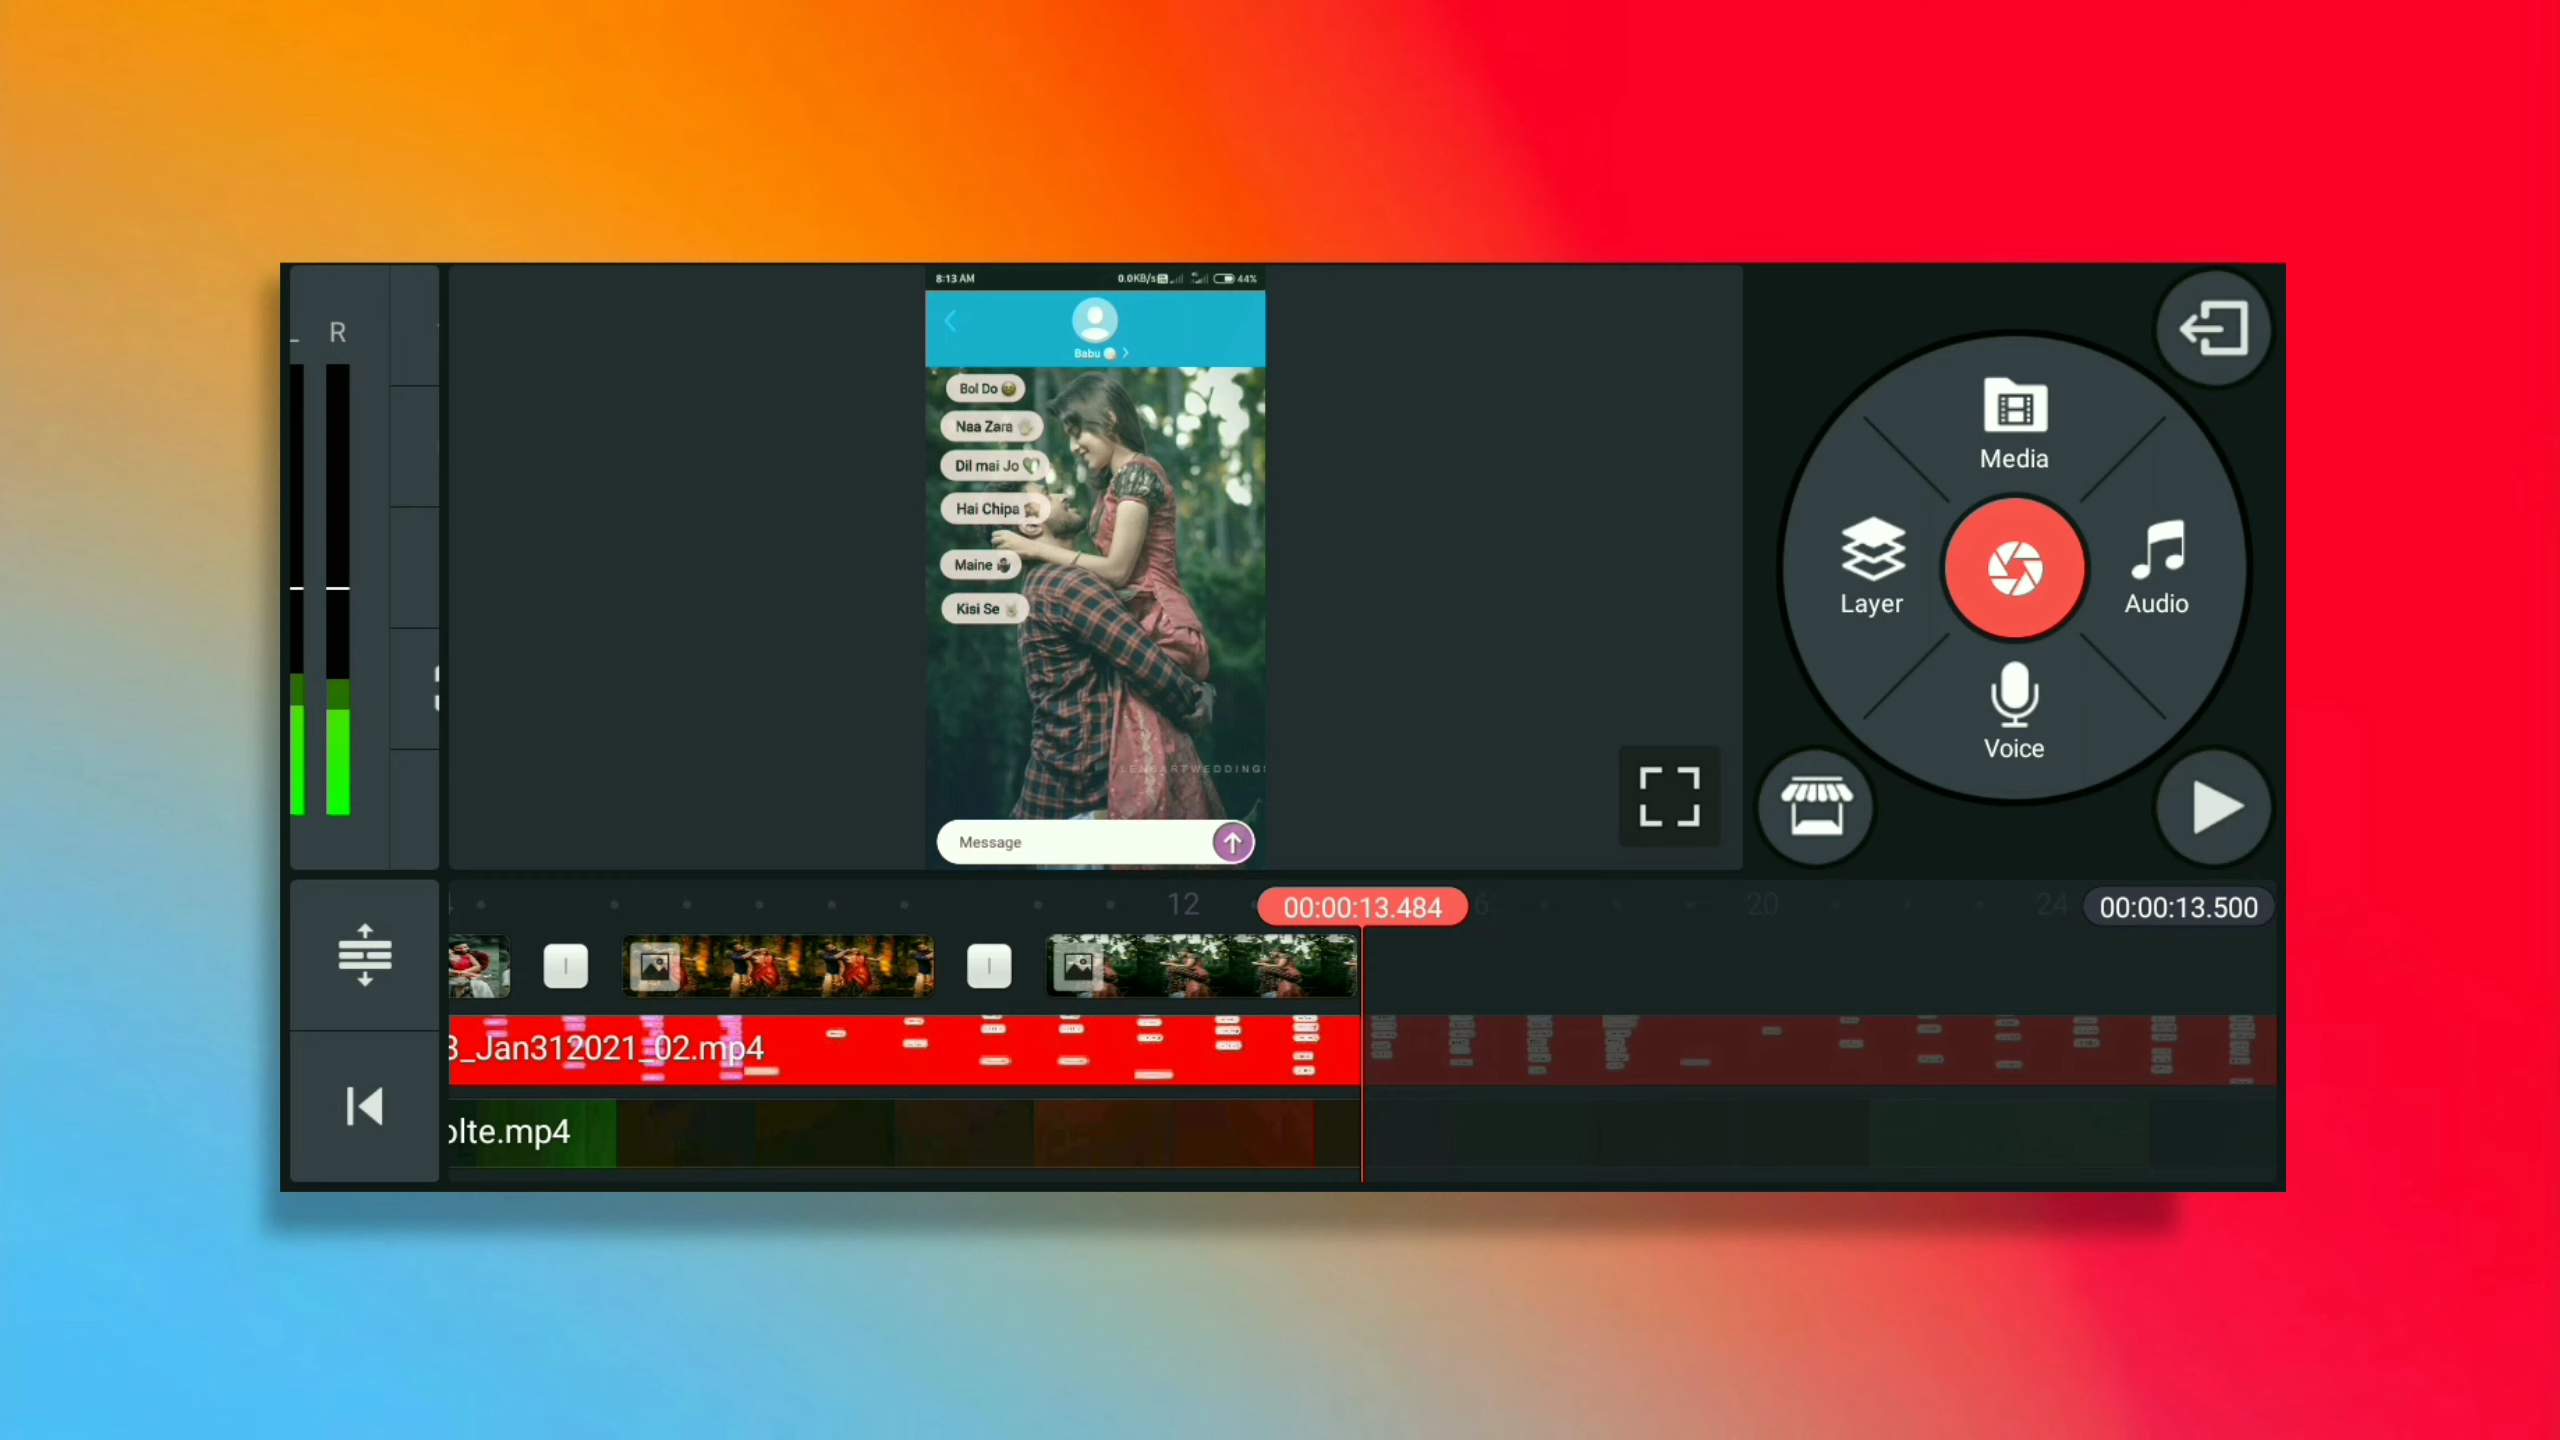 R
8:13 AM
0.0KB/s
44%
Babu
Bol Do 
Naa Zara
Dil mai Jo
Hai Chipa
Maine
Kisi Se
LENSARTWEDDING
Message
Media
Layer
Audio
Voice
12
00:00:13.484
6
20
24
00:00:13.500
3_Jan312021_02.mp4
olte.mp4